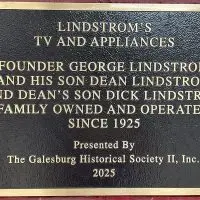 LINDSTROM'S
TV AND APPLIANCES
FOUNDER GEORGE LINDSTRO
AND HIS SON DEAN LINDSTRO
ND DEAN'S SON DICK LINDSTR
FAMILY OWNED AND OPERATE
SINCE 1925
Presented By
The Galesburg Historical Society II, Inc.
2025